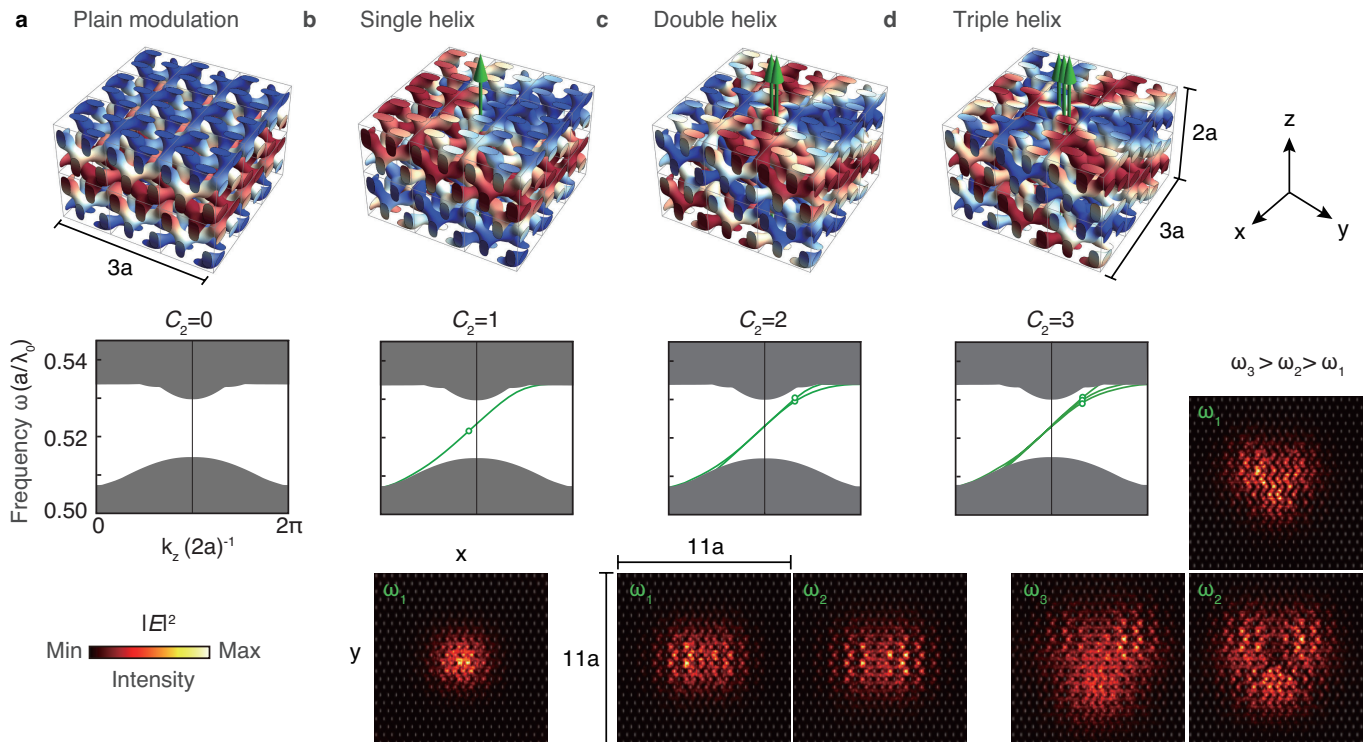 a Plain modulation
b Single helix
c Double helix
d Triple helix
3a
2a
3a
z
x
y
C₂=0
C₂=1
C₂=2
C₂=3
Frequency ω(a/λ₀)
0.54
0.52
0.50
0
2π
k_z (2a)⁻¹
ω₃ > ω₂ > ω₁
ω₁
x
11a
|E|²
Min
Max
Intensity
y
ω₁
11a
ω₁
ω₂
ω₃
ω₂